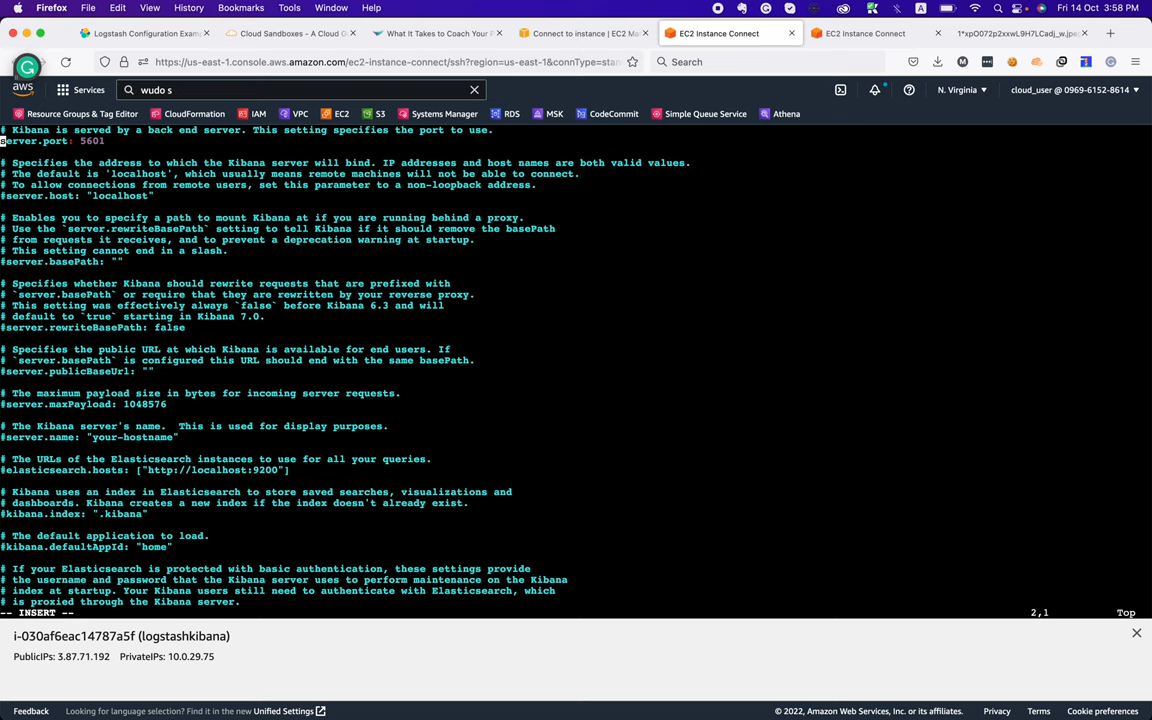 Firefox File Edit View History Bookmarks Tools Window Help
Fri 14 Oct 3:58 PM
Logstash Configuration Exam
Cloud Sandboxes - A Cloud G
What It Takes to Coach Your P
Connect to instance | EC2 Ma
EC2 Instance Connect
EC2 Instance Connect
1*xpO072p2xxwL9H7LCadj_w.jpe
https://us-east-1.console.aws.amazon.com/ec2-instance-connect/ssh?region=us-east-1&connType=stan
Search
aws
Services
wudo s
N. Virginia
cloud_user @ 0969-6152-8614
Resource Groups & Tag Editor CloudFormation IAM VPC EC2 S3 Systems Manager RDS MSK CodeCommit Simple Queue Service Athena
# Kibana is served by a back end server. This setting specifies the port to use.
server.port: 5601
# Specifies the address to which the Kibana server will bind. IP addresses and host names are both valid values.
# The default is 'localhost', which usually means remote machines will not be able to connect.
# To allow connections from remote users, set this parameter to a non-loopback address.
#server.host: "localhost"
# Enables you to specify a path to mount Kibana at if you are running behind a proxy.
# Use the `server.rewriteBasePath` setting to tell Kibana if it should remove the basePath
# from requests it receives, and to prevent a deprecation warning at startup.
# This setting cannot end in a slash.
#server.basePath: ""
# Specifies whether Kibana should rewrite requests that are prefixed with
# `server.basePath` or require that they are rewritten by your reverse proxy.
# This setting was effectively always `false` before Kibana 6.3 and will
# default to `true` starting in Kibana 7.0.
#server.rewriteBasePath: false
# Specifies the public URL at which Kibana is available for end users. If
# `server.basePath` is configured this URL should end with the same basePath.
#server.publicBaseUrl: ""
# The maximum payload size in bytes for incoming server requests.
#server.maxPayload: 1048576
# The Kibana server's name.  This is used for display purposes.
#server.name: "your-hostname"
# The URLs of the Elasticsearch instances to use for all your queries.
#elasticsearch.hosts: ["http://localhost:9200"]
# Kibana uses an index in Elasticsearch to store saved searches, visualizations and
# dashboards. Kibana creates a new index if the index doesn't already exist.
#kibana.index: ".kibana"
# The default application to load.
#kibana.defaultAppId: "home"
# If your Elasticsearch is protected with basic authentication, these settings provide
# the username and password that the Kibana server uses to perform maintenance on the Kibana
# index at startup. Your Kibana users still need to authenticate with Elasticsearch, which
# is proxied through the Kibana server.
-- INSERT -- 2,1 Top
i-030af6eac14787a5f (logstashkibana)
PublicIPs: 3.87.71.192 PrivateIPs: 10.0.29.75
Feedback Looking for language selection? Find it in the new Unified Settings © 2022, Amazon Web Services, Inc. or its affiliates. Privacy Terms Cookie preferences